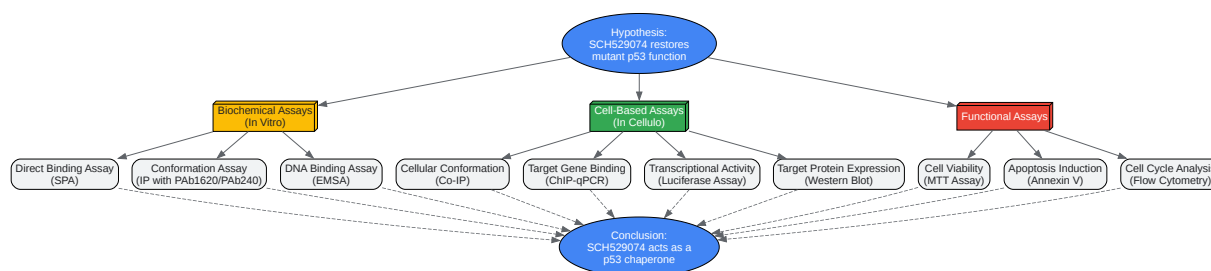 Hypothesis:
SCH529074 restores
mutant p53 function
Biochemical Assays
(In Vitro)
Cell-Based Assays
(In Cellulo)
Functional Assays
Direct Binding Assay
(SPA)
Conformation Assay
(IP with PAb1620/PAb240)
DNA Binding Assay
(EMSA)
Cellular Conformation
(Co-IP)
Target Gene Binding
(ChIP-qPCR)
Transcriptional Activity
(Luciferase Assay)
Target Protein Expression
(Western Blot)
Cell Viability
(MTT Assay)
Apoptosis Induction
(Annexin V)
Cell Cycle Analysis
(Flow Cytometry)
Conclusion:
SCH529074 acts as a
p53 chaperone